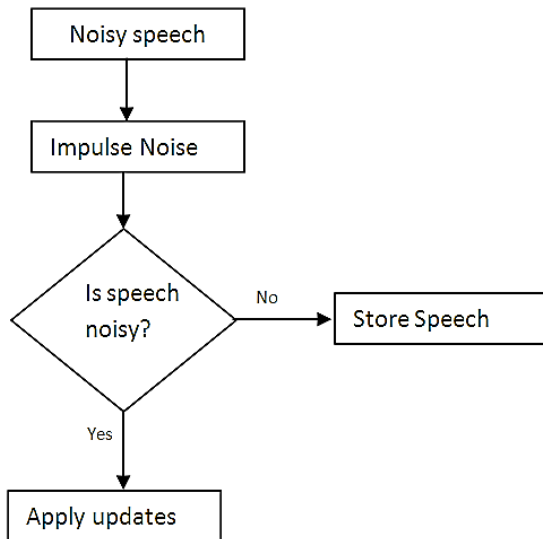 Noisy speech
Impulse Noise
Is speech
noisy?
No
Store Speech
Yes
Apply updates